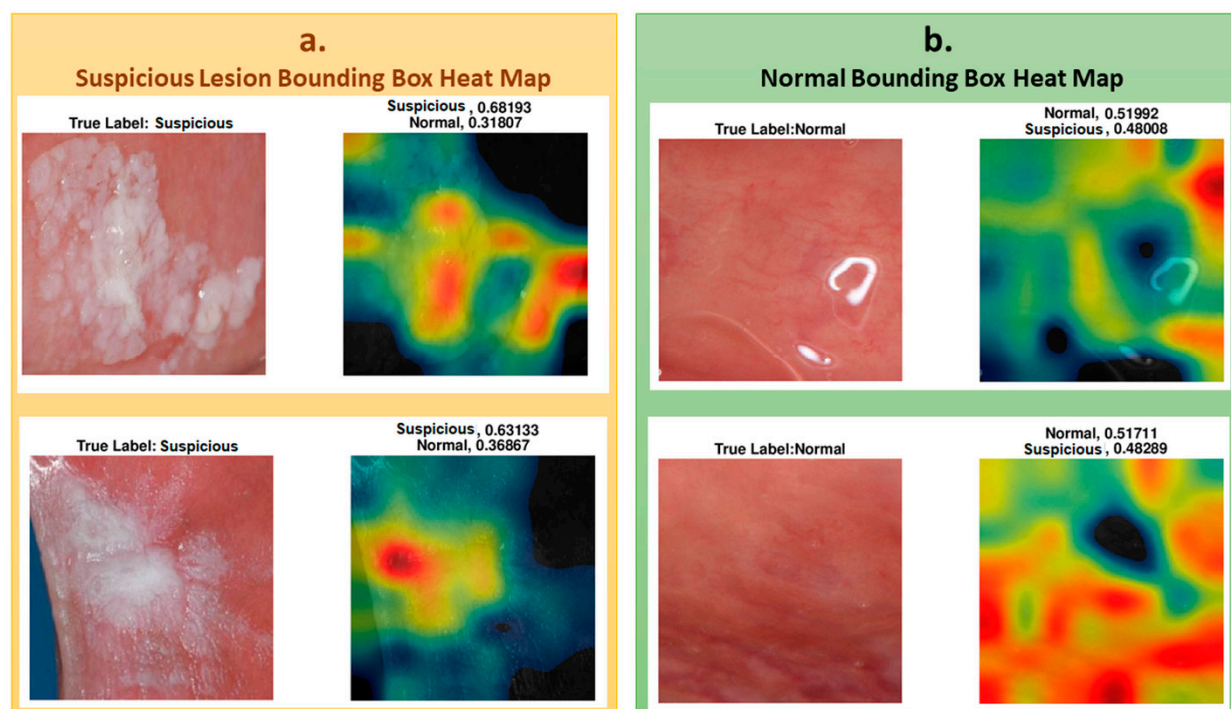 a.
Suspicious Lesion Bounding Box Heat Map
True Label: Suspicious
Suspicious , 0.68193
Normal, 0.31807
True Label: Suspicious
Suspicious , 0.63133
Normal, 0.36867
b.
Normal Bounding Box Heat Map
True Label:Normal
Normal, 0.51992
Suspicious , 0.48008
True Label:Normal
Normal, 0.51711
Suspicious , 0.48289